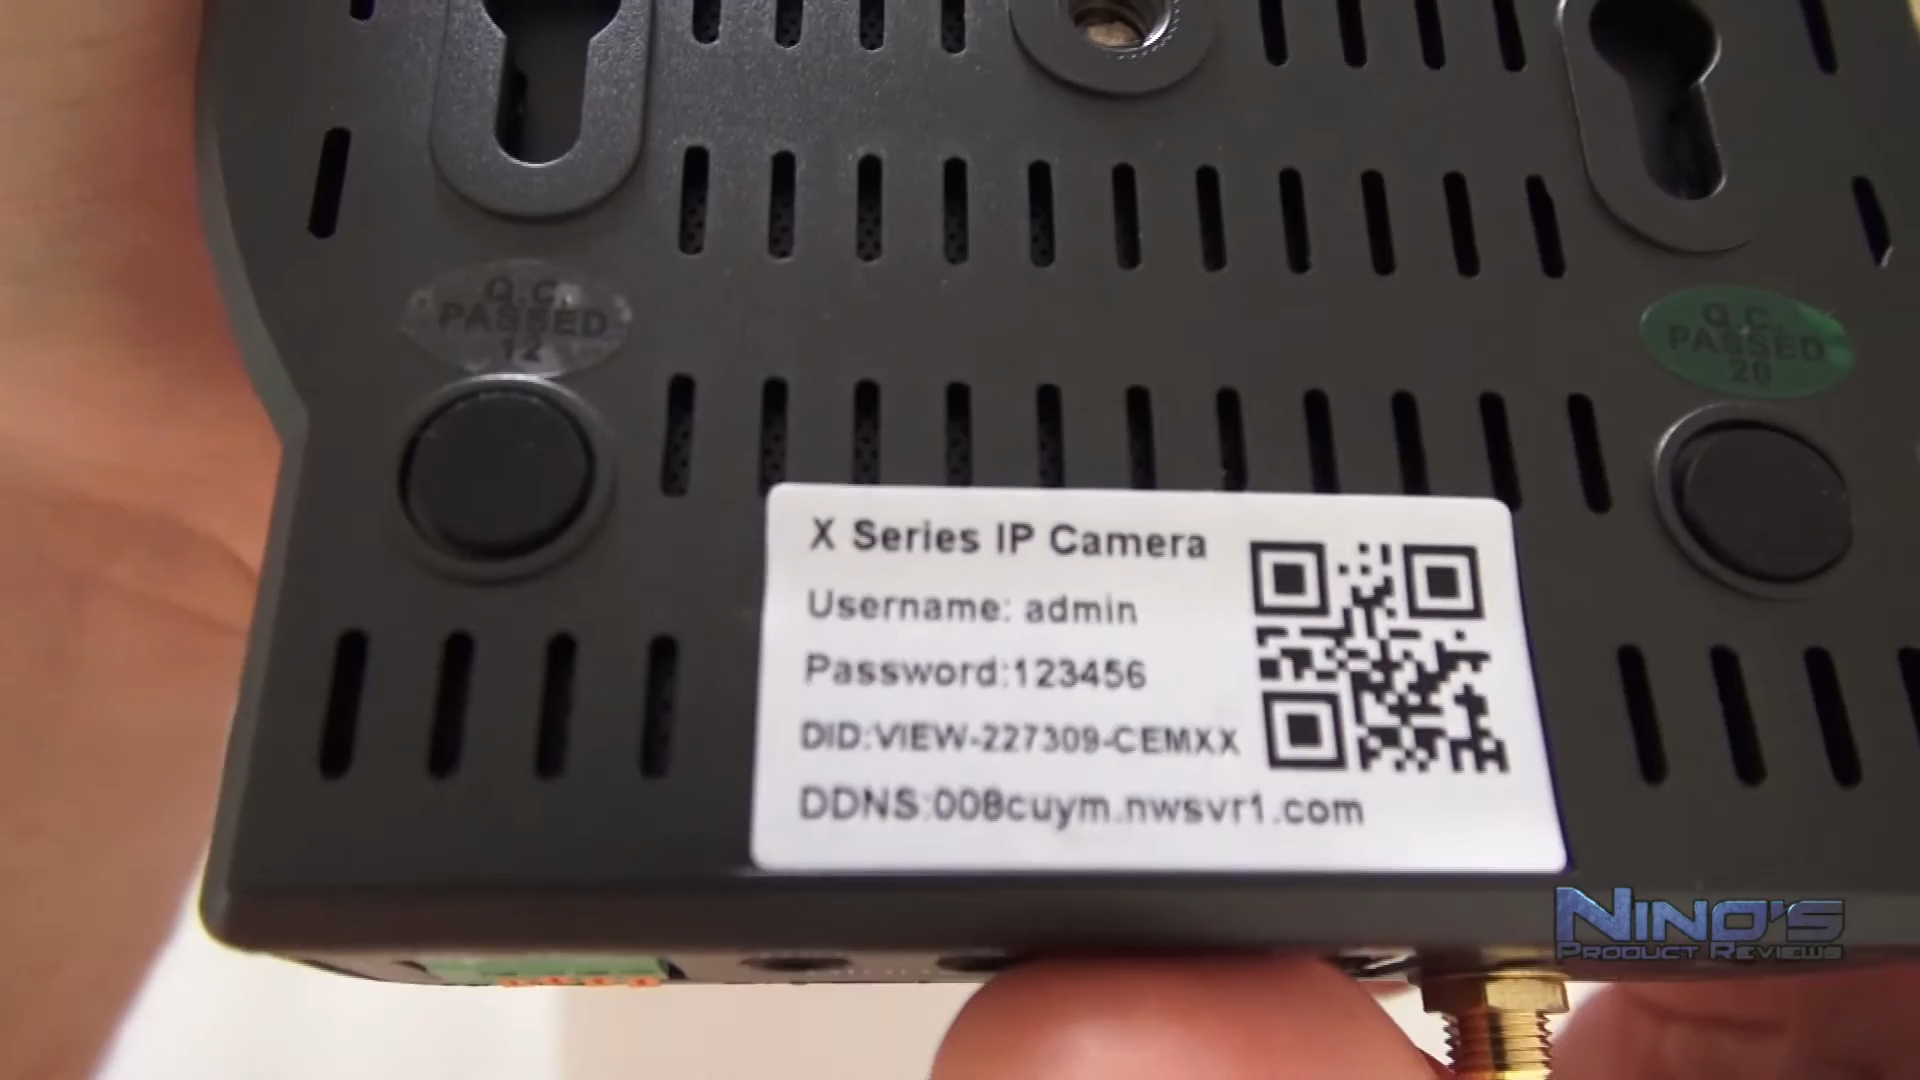 Q.C.
PASSED
12
Q.C.
PASSED
20
X Series IP Camera
Username: admin
Password:123456
DID:VIEW-227309-CEMXX
DDNS:008cuym.nwsvr1.com
Nino's
Product Reviews